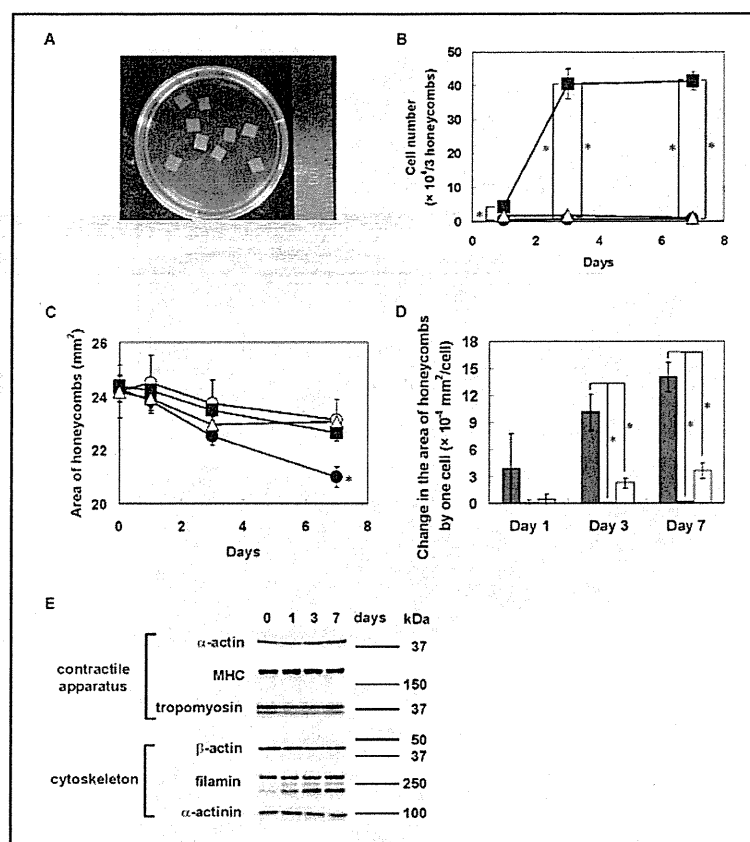 A
B
Cell number
(× 10⁴/3 honeycombs)
50
40
30
20
10
0
* * * * *
0 2 4 6 8
Days
C
Area of honeycombs (mm²)
26
24
22
20
*
0 2 4 6 8
Days
D
Change in the area of honeycombs
by one cell (× 10⁻⁴ mm²/cell)
18
15
12
9
6
3
0
* * * *
Day 1 Day 3 Day 7
E
0 1 3 7 days kDa
contractile
apparatus
α-actin 37
MHC 150
tropomyosin 37
cytoskeleton
β-actin 50
37
filamin 250
α-actinin 100